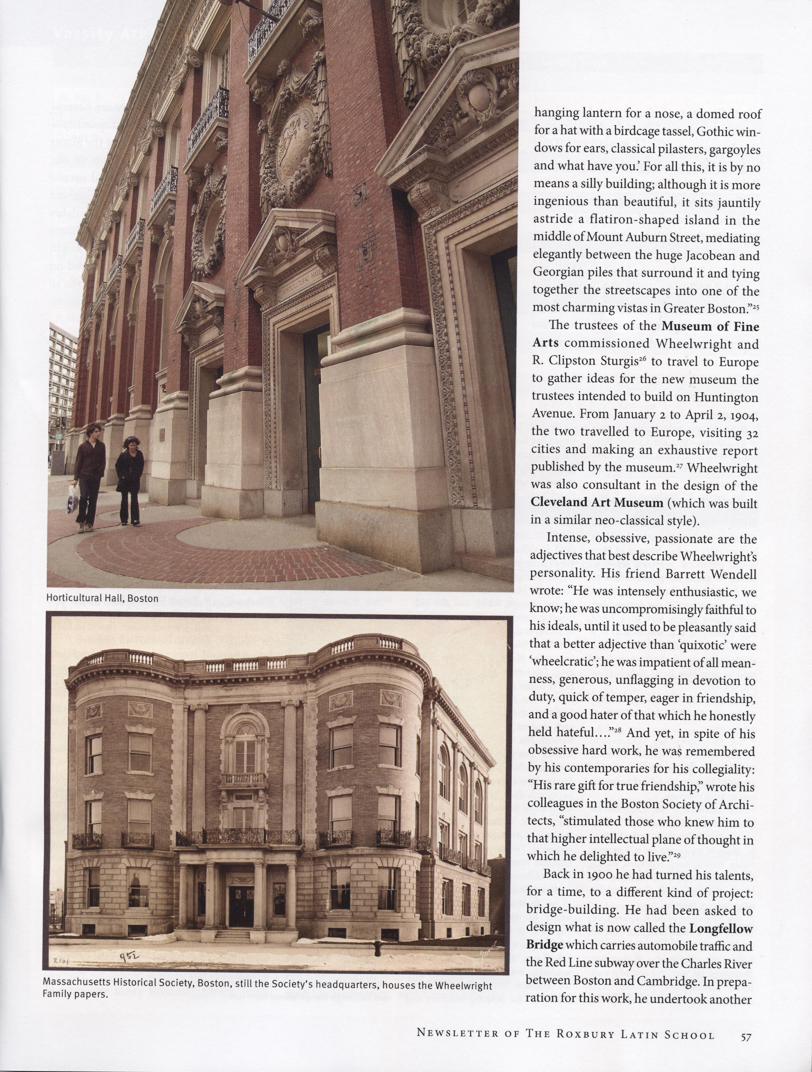 hanging lantern for a nose, a domed roof
for a hat with a birdcage tassel, Gothic win-
dows for ears, classical pilasters, gargoyles
and what have you.’ For all this, it is by no
means a silly building; although it is more
ingenious than beautiful, it sits jauntily
astride a flatiron-shaped island in the
middle of Mount Auburn Street, mediating
elegantly between the huge Jacobean and
Georgian piles that surround it and tying
together the streetscapes into one of the
most charming vistas in Greater Boston.”25
The trustees of the Museum of Fine
Arts commissioned Wheelwright and
R. Clipston Sturgis26 to travel to Europe
to gather ideas for the new museum the
trustees intended to build on Huntington
Avenue. From January 2 to April 2, 1904,
the two travelled to Europe, visiting 32
cities and making an exhaustive report
published by the museum.27 Wheelwright
was also consultant in the design of the
Cleveland Art Museum (which was built
in a similar neo-classical style).
Intense, obsessive, passionate are the
adjectives that best describe Wheelwright’s
personality. His friend Barrett Wendell
wrote: “He was intensely enthusiastic, we
know; he was uncompromisingly faithful to
his ideals, until it used to be pleasantly said
that a better adjective than ‘quixotic’ were
‘wheelcratic’; he was impatient of all mean-
ness, generous, unflagging in devotion to
duty, quick of temper, eager in friendship,
and a good hater of that which he honestly
held hateful….”28 And yet, in spite of his
obsessive hard work, he was remembered
by his contemporaries for his collegiality:
“His rare gift for true friendship,” wrote his
colleagues in the Boston Society of Archi-
tects, “stimulated those who knew him to
that higher intellectual plane of thought in
which he delighted to live.”29
Back in 1900 he had turned his talents,
for a time, to a different kind of project:
bridge-building. He had been asked to
design what is now called the Longfellow
Bridge which carries automobile traffic and
the Red Line subway over the Charles River
between Boston and Cambridge. In prepa-
ration for this work, he undertook another
Horticultural Hall, Boston
952
Massachusetts Historical Society, Boston, still the Society’s headquarters, houses the Wheelwright
Family papers.
Newsletter of The Roxbury Latin School 57